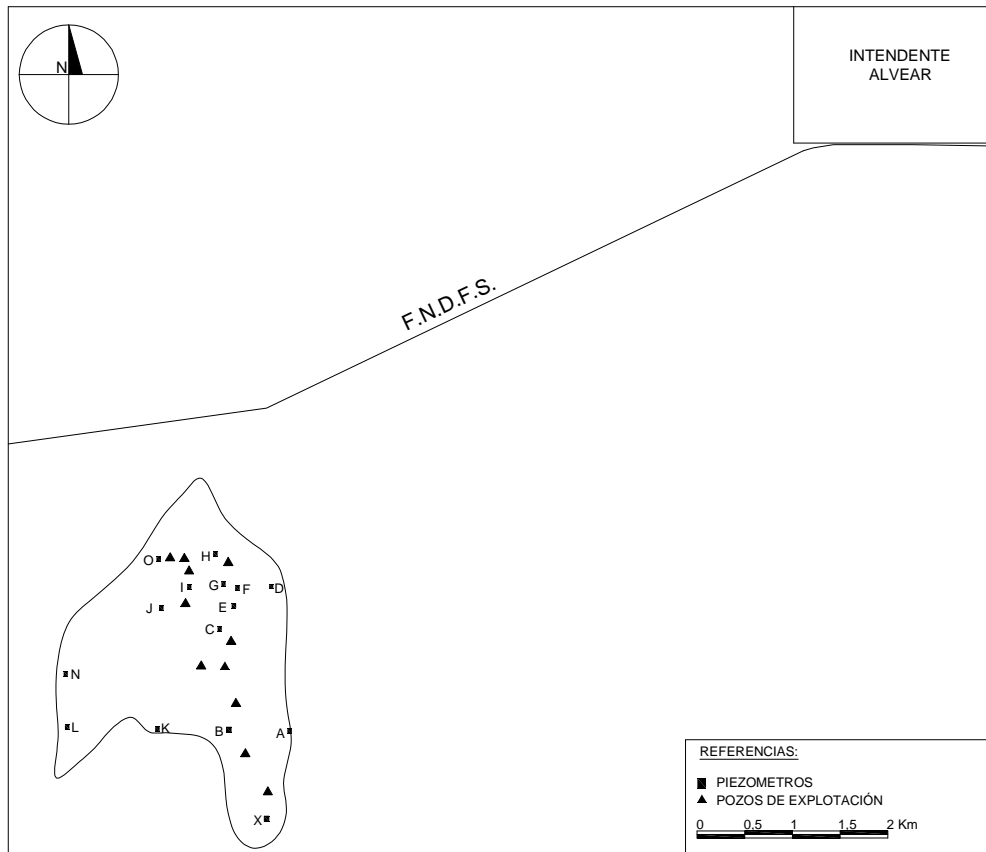 N
INTENDENTE
ALVEAR
F.N.D.F.S.
O
H
I
G
F
D
J
E
C
N
L
K
B
A
X
REFERENCIAS:
PIEZOMETROS
POZOS DE EXPLOTACIÓN
0 0,5 1 1,5 2 Km